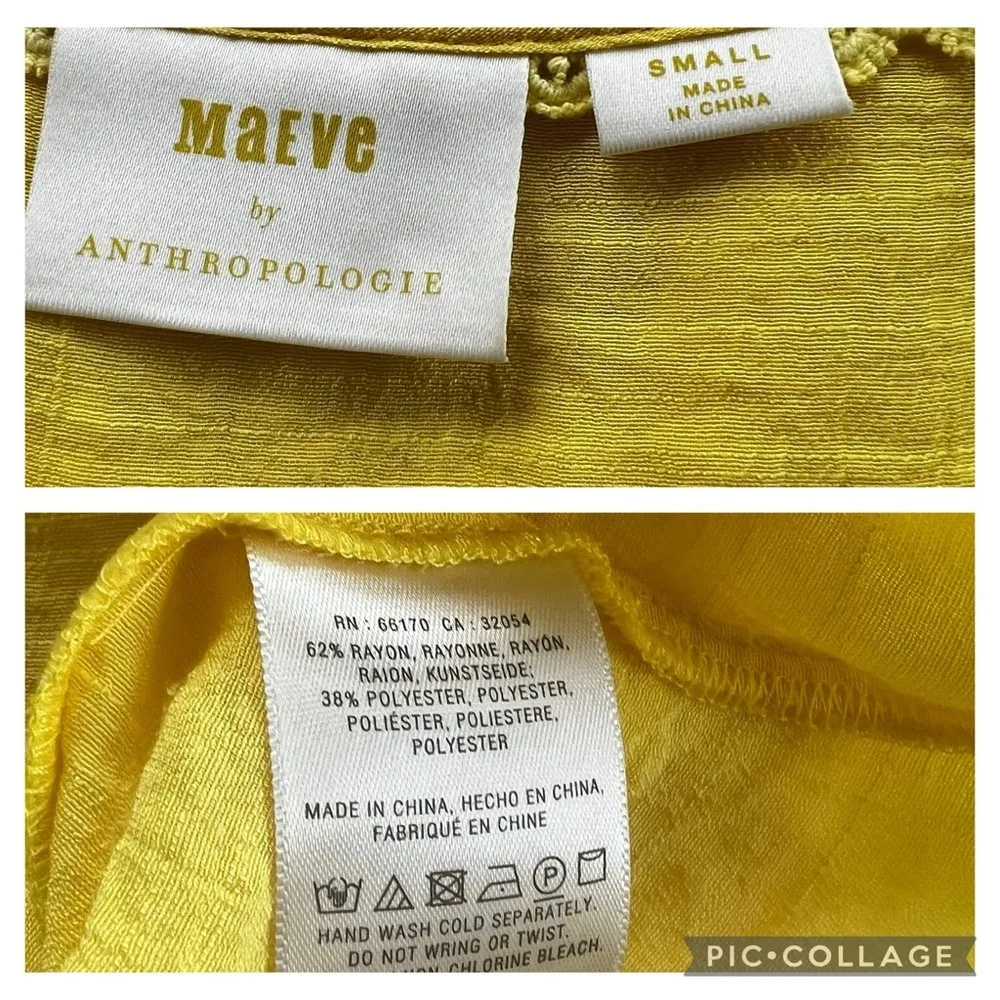 MaEve
by
ANTHROPOLOGIE
SMALL
MADE
IN CHINA
RN : 66170 CA : 32054
62% RAYON, RAYONNE, RAYÓN,
RAION, KUNSTSEIDE;
38% POLYESTER, POLYESTER,
POLIÉSTER, POLIESTERE,
POLYESTER
MADE IN CHINA, HECHO EN CHINA,
FABRIQUÉ EN CHINE
P
HAND WASH COLD SEPARATELY.
DO NOT WRING OR TWIST.
NON-CHLORINE BLEACH.
PIC•COLLAGE